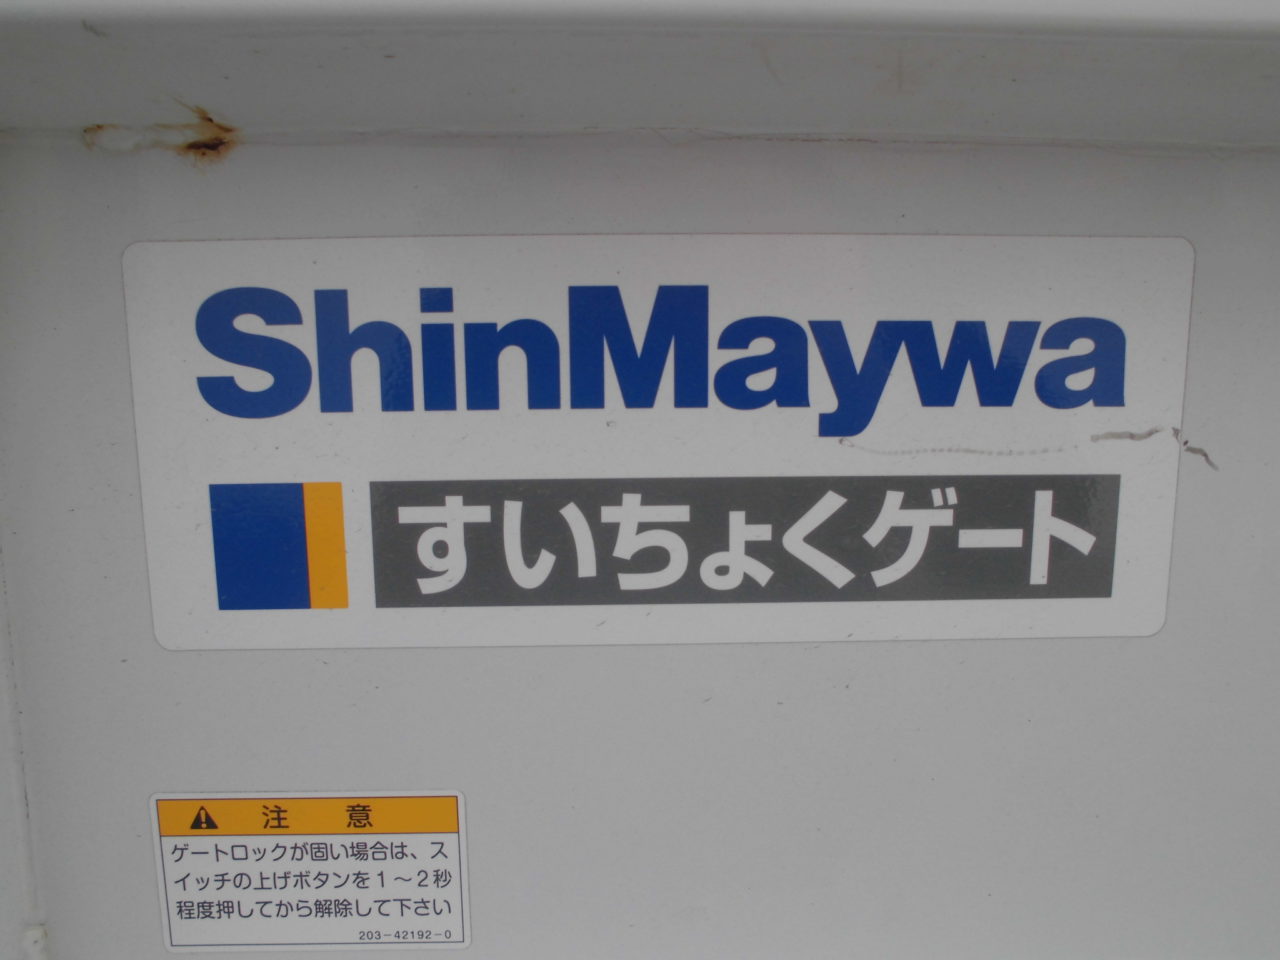 ShinMaywa
すいちょくゲート
注 意
ゲートロックが固い場合は、ス
イッチの上げボタンを1～2秒
程度押してから解除して下さい
203-42192-0